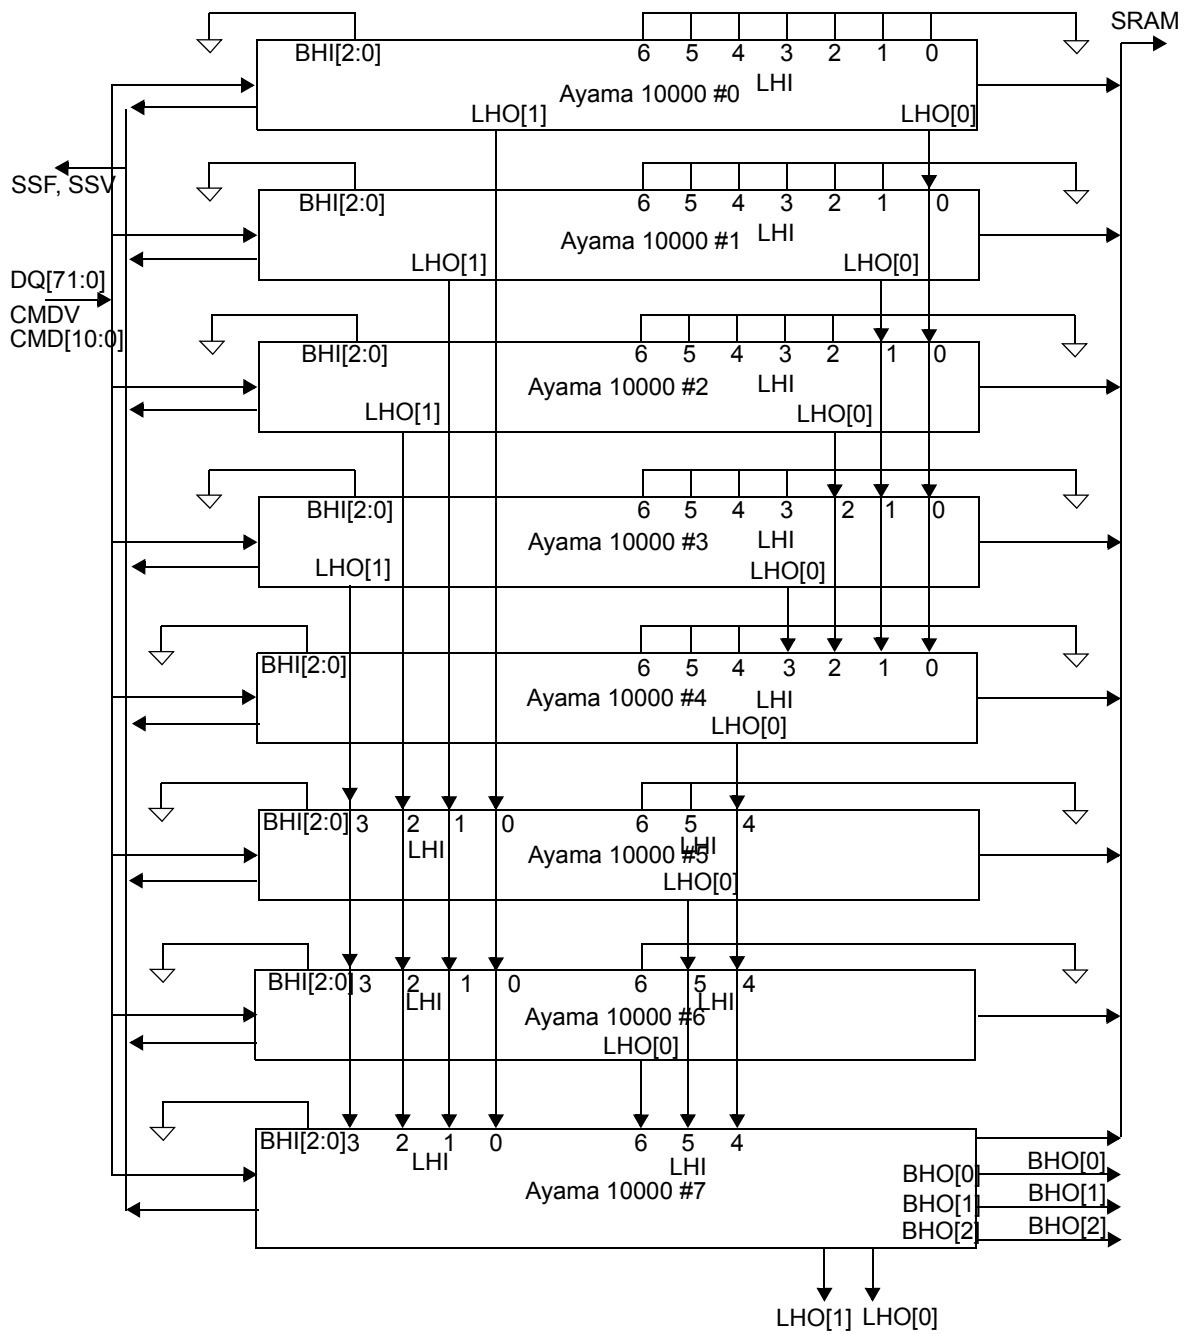 SRAM
BHI[2:0] 6 5 4 3 2 1 0
Ayama 10000 #0 LHI
LHO[1] LHO[0]
SSF, SSV
BHI[2:0] 6 5 4 3 2 1 0
Ayama 10000 #1 LHI
LHO[1] LHO[0]
DQ[71:0]
CMDV
CMD[10:0]
BHI[2:0] 6 5 4 3 2 1 0
Ayama 10000 #2 LHI
LHO[1] LHO[0]
BHI[2:0] 6 5 4 3 2 1 0
Ayama 10000 #3 LHI
LHO[1] LHO[0]
BHI[2:0] 6 5 4 3 2 1 0
Ayama 10000 #4 LHI
LHO[0]
BHI[2:0] 3 2 1 0 6 5 4
LHI Ayama 10000 #5 LHI
LHO[0]
BHI[2:0] 3 2 1 0 6 5 4
LHI Ayama 10000 #6 LHI
LHO[0]
BHI[2:0] 3 2 1 0 6 5 4
LHI LHI
Ayama 10000 #7
BHO[0] BHO[0]
BHO[1] BHO[1]
BHO[2] BHO[2]
LHO[1] LHO[0]